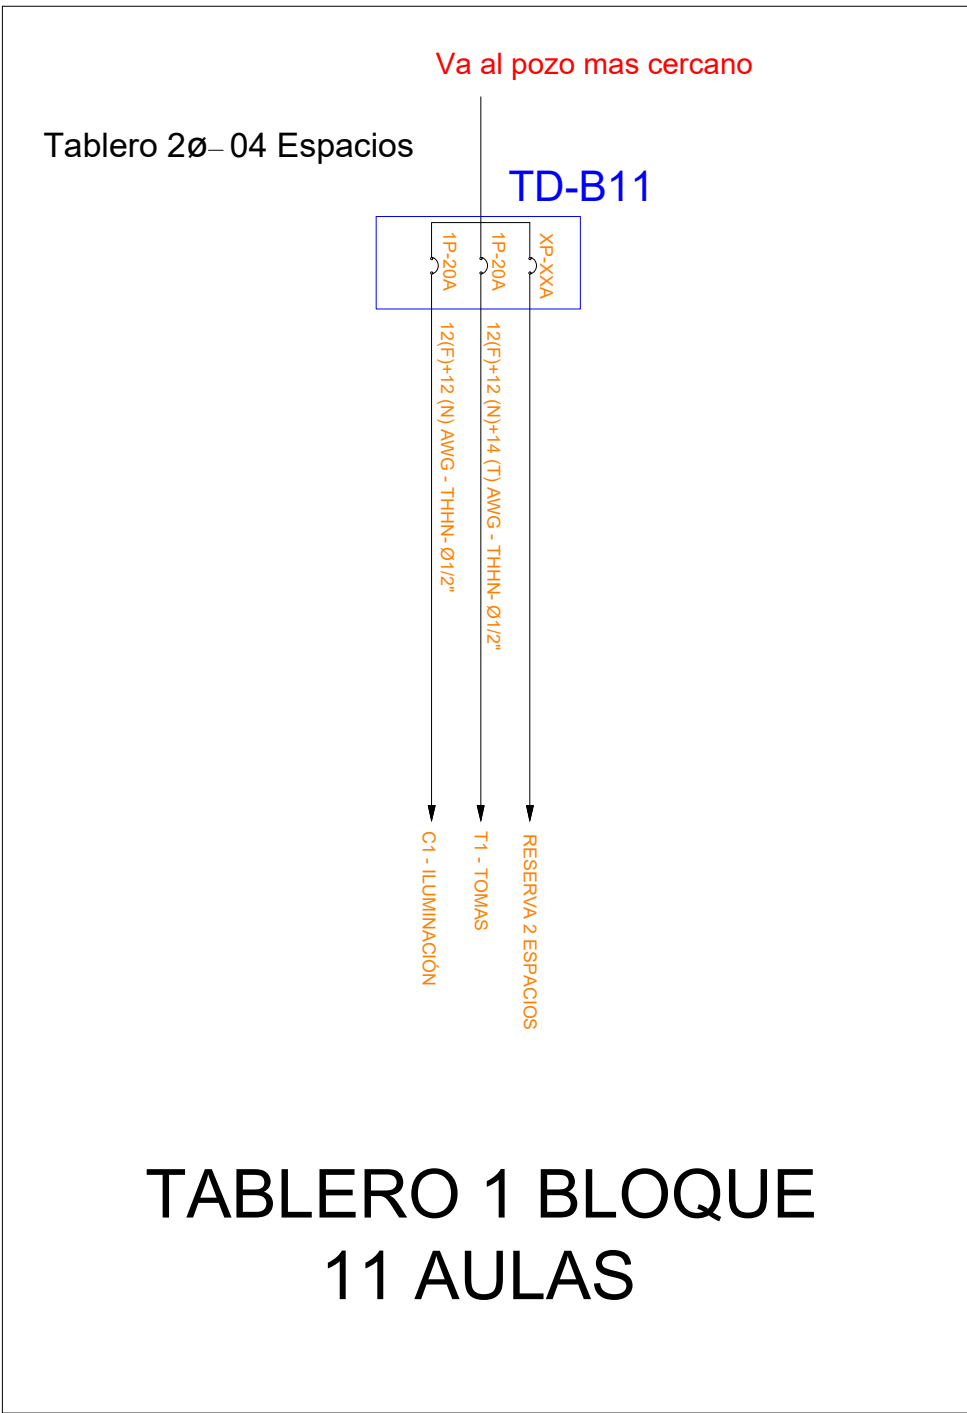 Va al pozo mas cercano
Tablero 2ø– 04 Espacios
TD-B11
1P-20A
1P-20A
XP-XXA
12(F)+12 (N) AWG - THHN- Ø1/2"
12(F)+12 (N)+14 (T) AWG - THHN- Ø1/2"
C1 - ILUMINACIÓN
T1 - TOMAS
RESERVA 2 ESPACIOS
TABLERO 1 BLOQUE
11 AULAS